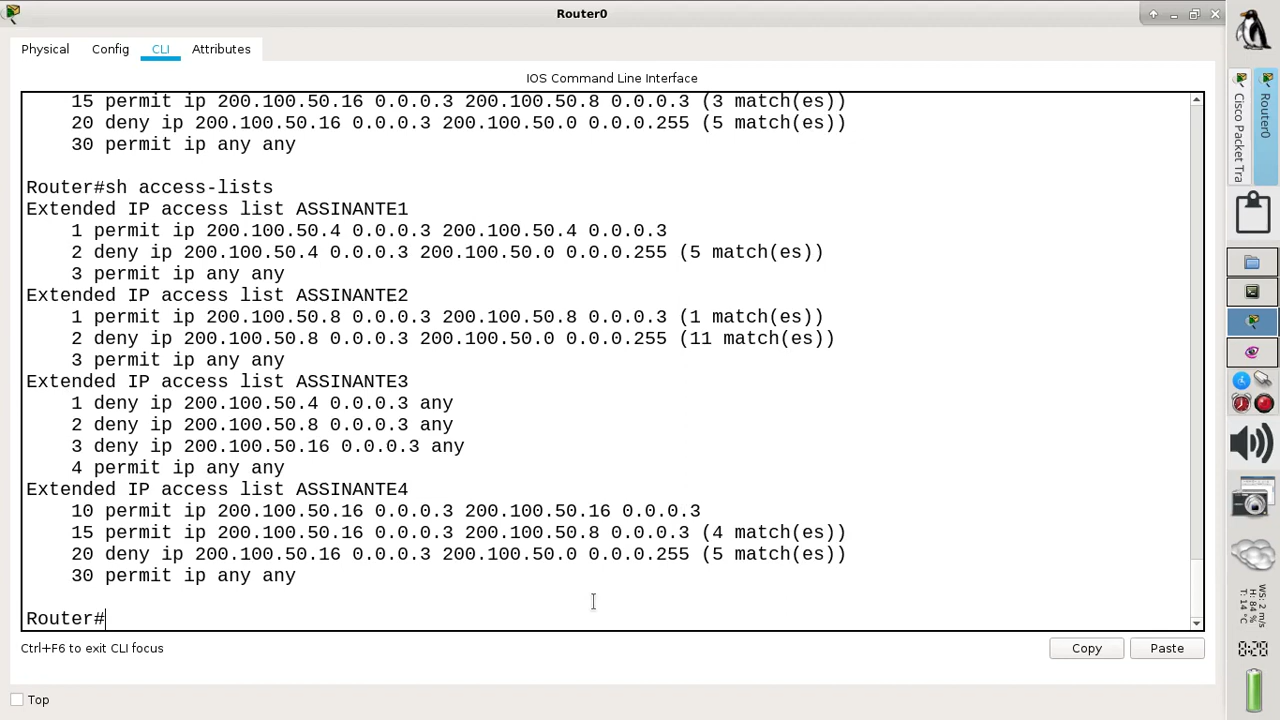 Router0
Physical Config CLI Attributes
IOS Command Line Interface
15 permit ip 200.100.50.16 0.0.0.3 200.100.50.8 0.0.0.3 (3 match(es))
20 deny ip 200.100.50.16 0.0.0.3 200.100.50.0 0.0.0.255 (5 match(es))
30 permit ip any any
Router#sh access-lists
Extended IP access list ASSINANTE1
1 permit ip 200.100.50.4 0.0.0.3 200.100.50.4 0.0.0.3
2 deny ip 200.100.50.4 0.0.0.3 200.100.50.0 0.0.0.255 (5 match(es))
3 permit ip any any
Extended IP access list ASSINANTE2
1 permit ip 200.100.50.8 0.0.0.3 200.100.50.8 0.0.0.3 (1 match(es))
2 deny ip 200.100.50.8 0.0.0.3 200.100.50.0 0.0.0.255 (11 match(es))
3 permit ip any any
Extended IP access list ASSINANTE3
1 deny ip 200.100.50.4 0.0.0.3 any
2 deny ip 200.100.50.8 0.0.0.3 any
3 deny ip 200.100.50.16 0.0.0.3 any
4 permit ip any any
Extended IP access list ASSINANTE4
10 permit ip 200.100.50.16 0.0.0.3 200.100.50.16 0.0.0.3
15 permit ip 200.100.50.16 0.0.0.3 200.100.50.8 0.0.0.3 (4 match(es))
20 deny ip 200.100.50.16 0.0.0.3 200.100.50.0 0.0.0.255 (5 match(es))
30 permit ip any any
Router#
Ctrl+F6 to exit CLI focus
Copy Paste
Top
Cisco Packet Tra
Router0
WS: 2 m/s
H: 84 %
T: 14 °C
8:20